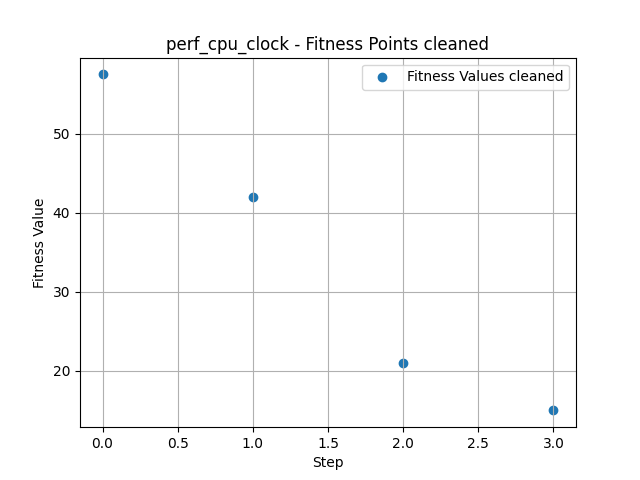 perf_cpu_clock - Fitness Points cleaned
Fitness Values cleaned
Fitness Value
50
40
30
20
0.0 0.5 1.0 1.5 2.0 2.5 3.0
Step